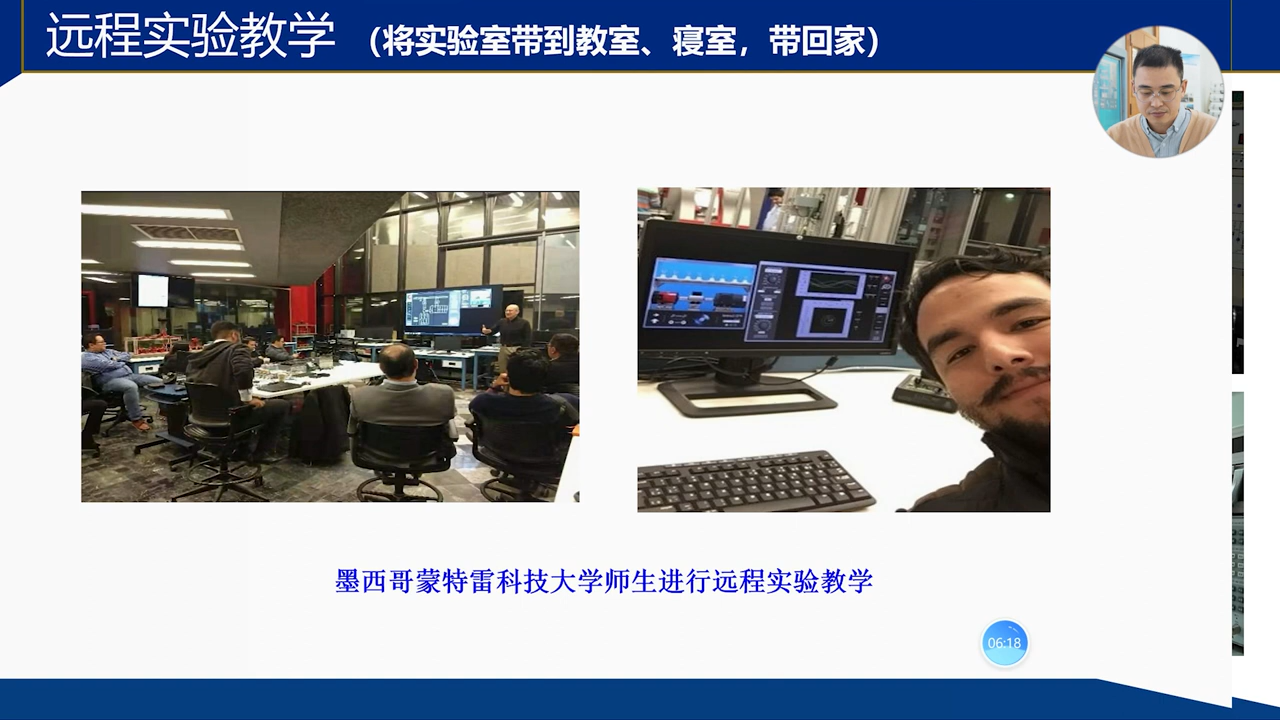 远程实验教学 （将实验室带到教室、寝室，带回家）
墨西哥蒙特雷科技大学师生进行远程实验教学
06:18